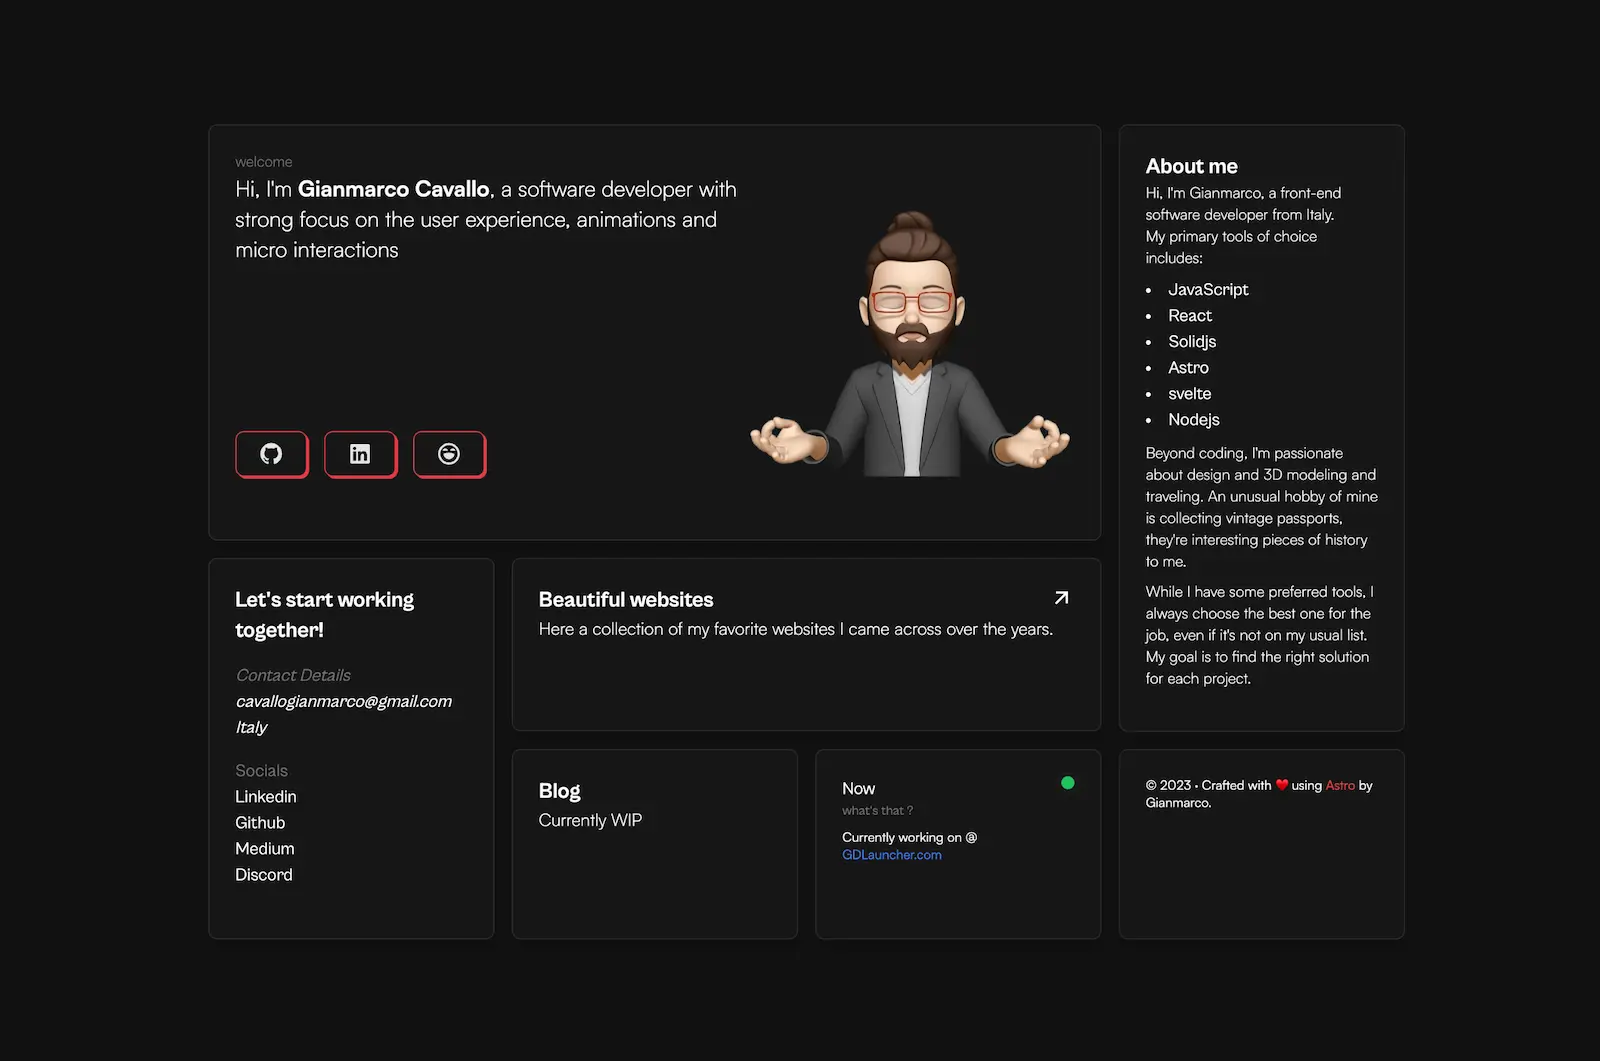 welcome
Hi, I'm Gianmarco Cavallo, a software developer with
strong focus on the user experience, animations and
micro interactions
in
About me
Hi, I'm Gianmarco, a front-end
software developer from Italy.
My primary tools of choice
includes:
• JavaScript
• React
• Solidjs
• Astro
• svelte
• Nodejs
Beyond coding, I'm passionate
about design and 3D modeling and
traveling. An unusual hobby of mine
is collecting vintage passports,
they're interesting pieces of history
to me.
While I have some preferred tools, I
always choose the best one for the
job, even if it's not on my usual list.
My goal is to find the right solution
for each project.
Let's start working
together!
Contact Details
cavallogianmarco@gmail.com
Italy
Socials
Linkedin
Github
Medium
Discord
Beautiful websites
Here a collection of my favorite websites I came across over the years.
Blog
Currently WIP
Now
what's that ?
Currently working on @
GDLauncher.com
© 2023 • Crafted with ❤️ using Astro by
Gianmarco.